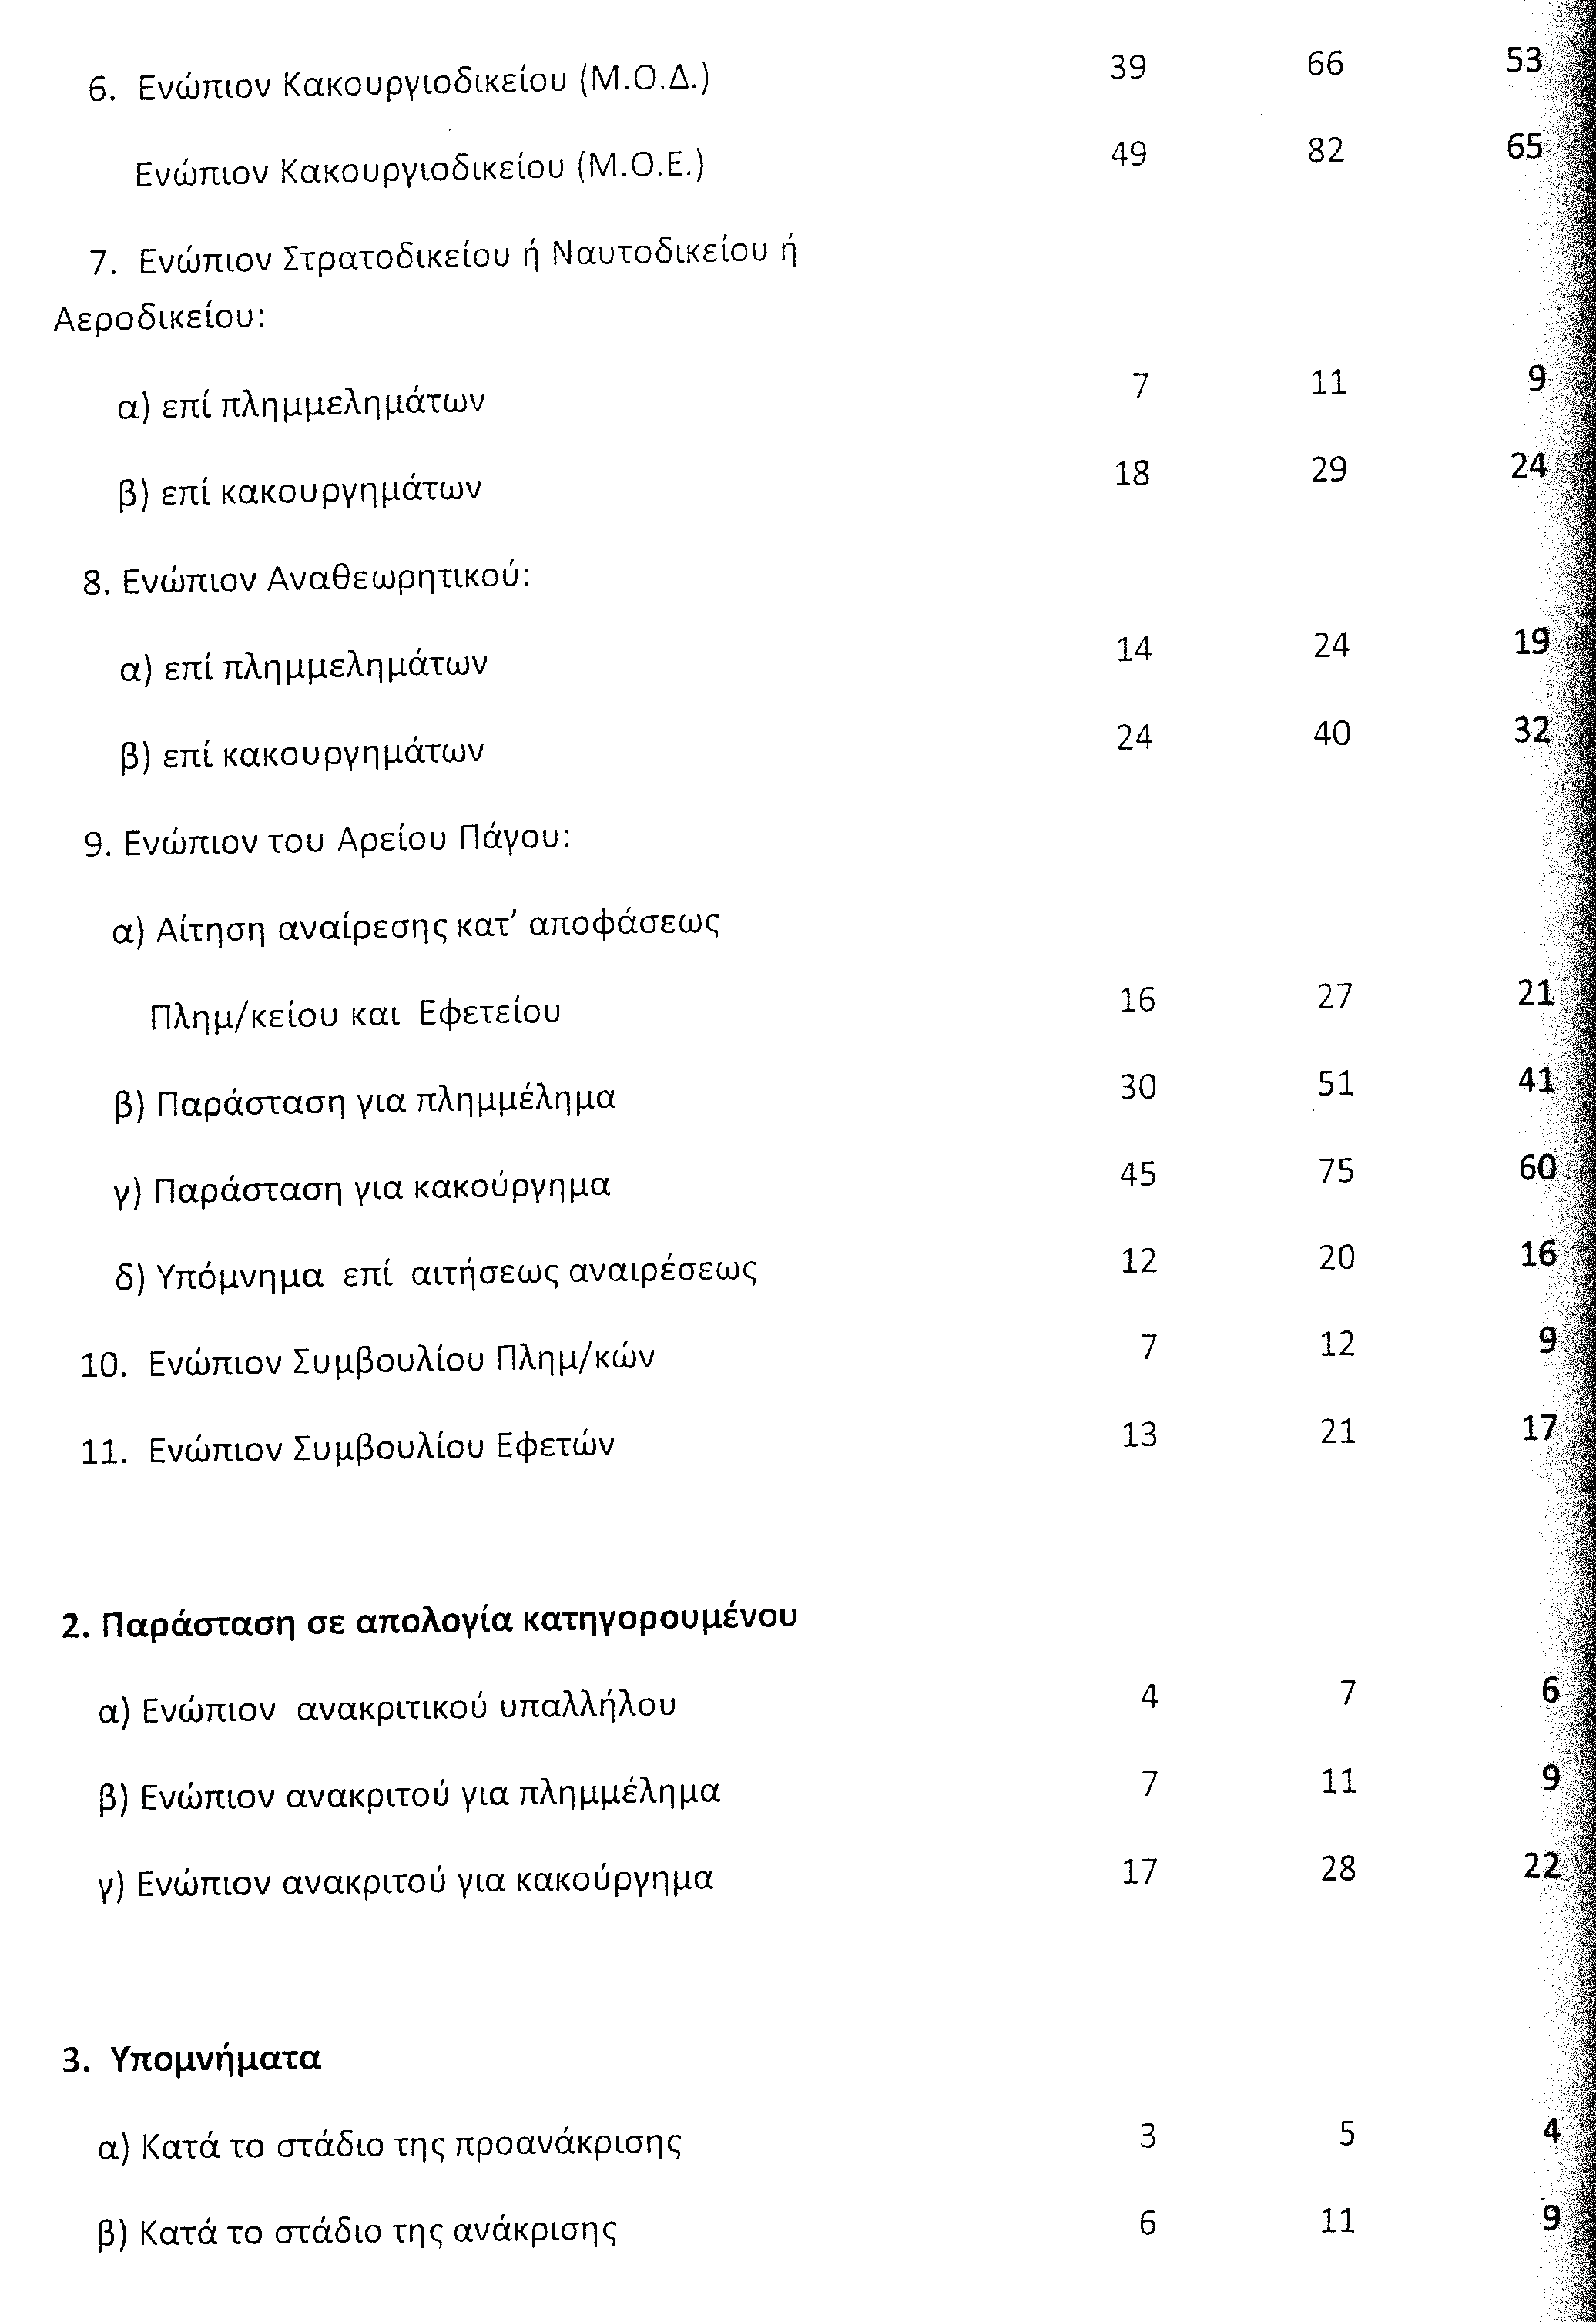 6. Ενώπιον Κακουργιοδικείου (Μ.Ο.Δ.) 39 66 53
Ενώπιον Κακουργιοδικείου (Μ.Ο.Ε.) 49 82 65
7. Ενώπιον Στρατοδικείου ή Ναυτοδικείου ή
Αεροδικείου:
α) επί πλημμελημάτων 7 11 9
β) επί κακουργημάτων 18 29 24
8. Ενώπιον Αναθεωρητικού:
α) επί πλημμελημάτων 14 24 19
β) επί κακουργημάτων 24 40 32
9. Ενώπιον του Αρείου Πάγου:
α) Αίτηση αναίρεσης κατ’ αποφάσεως
Πλημ/κείου και Εφετείου 16 27 21
β) Παράσταση για πλημμέλημα 30 51 41
γ) Παράσταση για κακούργημα 45 75 60
δ) Υπόμνημα επί αιτήσεως αναιρέσεως 12 20 16
10. Ενώπιον Συμβουλίου Πλημ/κών 7 12 9
11. Ενώπιον Συμβουλίου Εφετών 13 21 17
2. Παράσταση σε απολογία κατηγορουμένου
α) Ενώπιον ανακριτικού υπαλλήλου 4 7 6
β) Ενώπιον ανακριτού για πλημμέλημα 7 11 9
γ) Ενώπιον ανακριτού για κακούργημα 17 28 22
3. Υπομνήματα
α) Κατά το στάδιο της προανάκρισης 3 5 4
β) Κατά το στάδιο της ανάκρισης 6 11 9